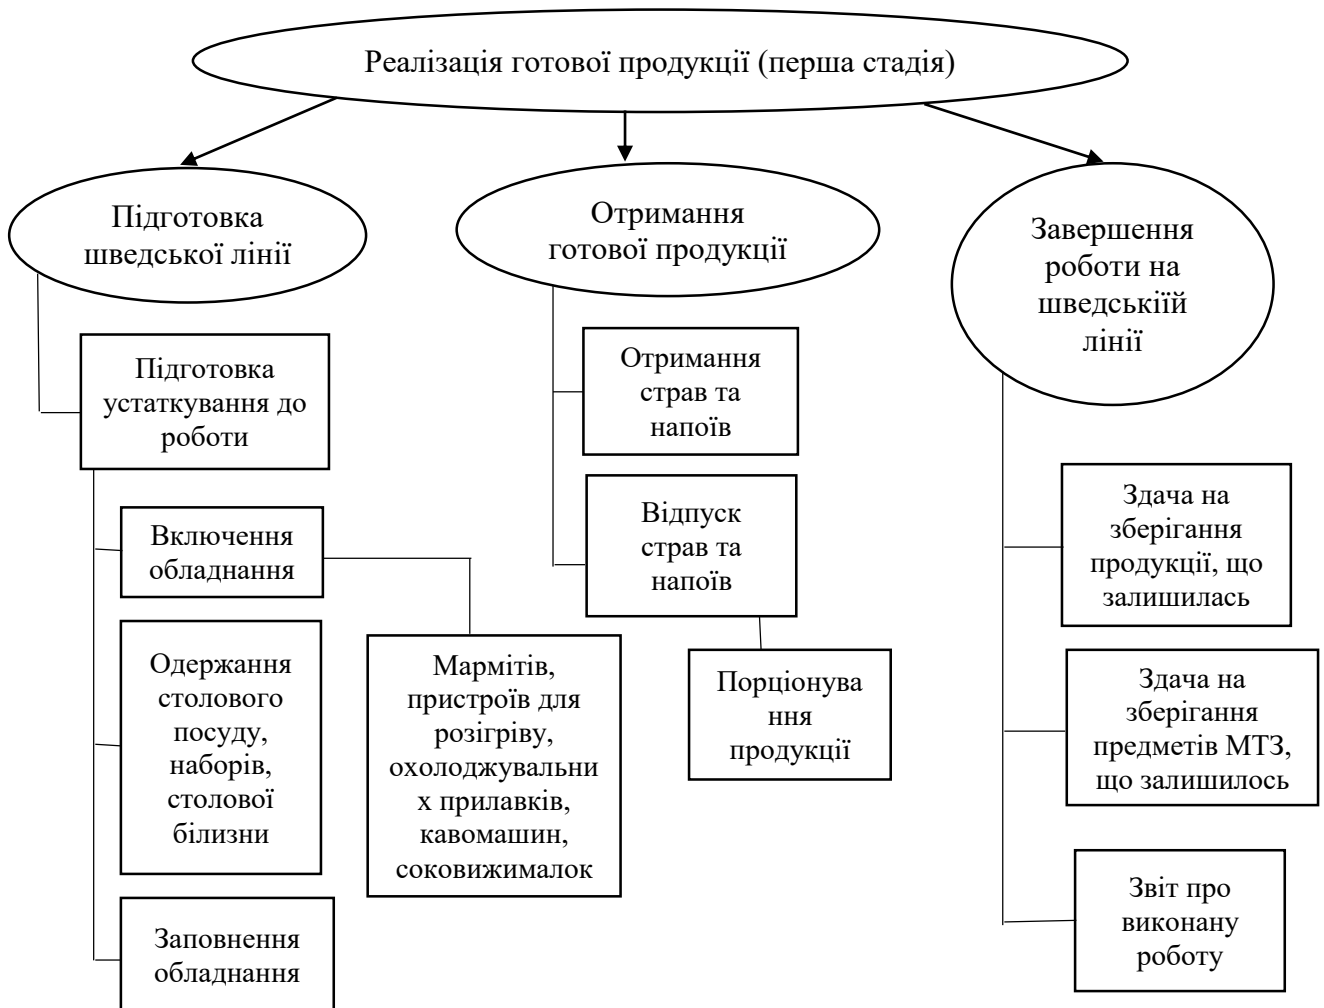 Реалізація готової продукції (перша стадія)
Підготовка
шведської лінії
Отримання
готової продукції
Завершення
роботи на
шведськіїй
лінії
Підготовка
устаткування до
роботи
Включення
обладнання
Одержання
столового
посуду,
наборів,
столової
білизни
Заповнення
обладнання
Мармітів,
пристроїв для
розігріву,
охолоджувальни
х прилавків,
кавомашин,
соковижималок
Отримання
страв та
напоїв
Відпуск
страв та
напоїв
Порціонува
ння
продукції
Здача на
зберігання
продукції, що
залишилась
Здача на
зберігання
предметів МТЗ,
що залишилось
Звіт про
виконану
роботу